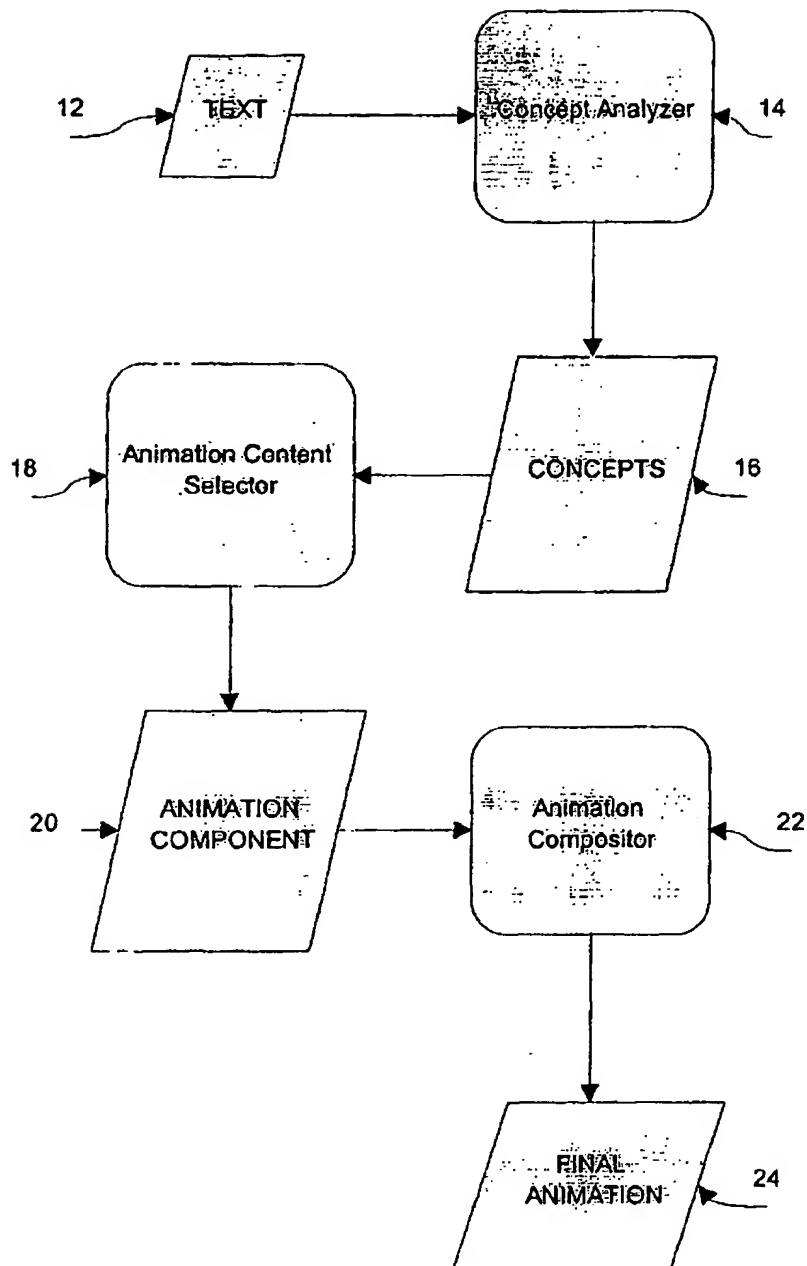 12
TEXT
Concept Analyzer
14
Animation Content
Selector
18
CONCEPTS
16
20
ANIMATION
COMPONENT
Animation
Compositor
22
FINAL
ANIMATION
24